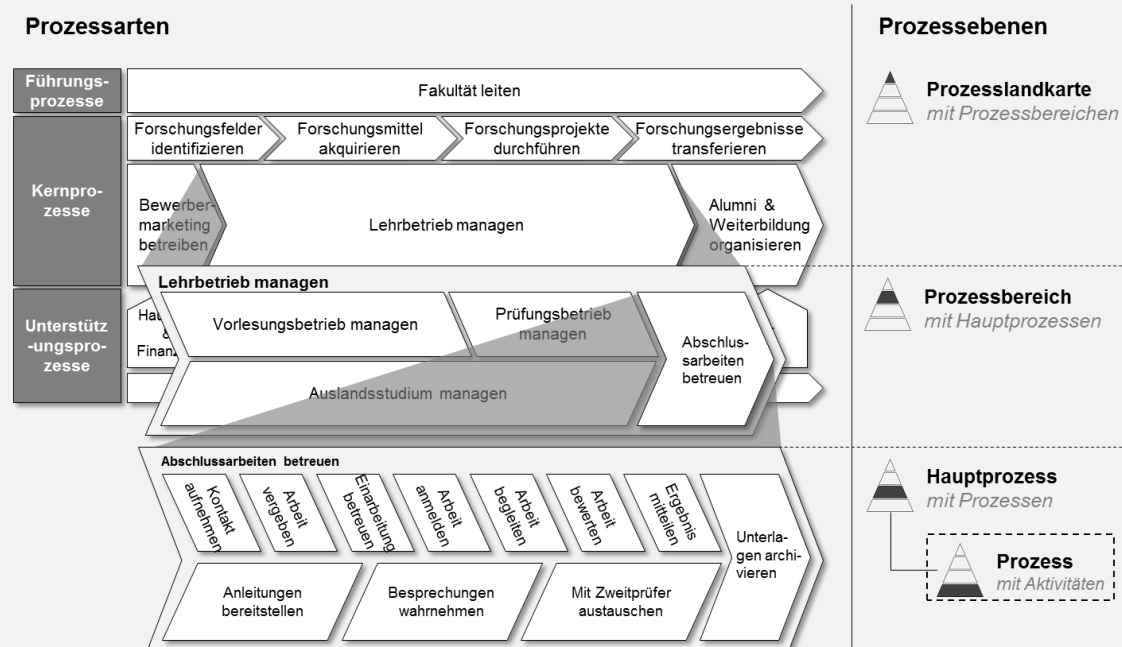 Prozessarten
Führungs-
prozesse
Fakultät leiten
Kernpro-
zesse
Forschungsfelder
identifizieren
Forschungsmittel
akquirieren
Forschungsprojekte
durchführen
Forschungsergebnisse
transferieren
Bewerber-
marketing
betreiben
Lehrbetrieb managen
Alumni &
Weiterbildung
organisieren
Unterstütz
-ungspro-
zesse
Lehrbetrieb managen
Vorlesungsbetrieb managen
Prüfungsbetrieb
managen
Auslandsstudium managen
Abschlus-
sarbeiten
betreuen
Abschlussarbeiten betreuen
Kontakt
aufnehmen
Arbeit
vergeben
Einarbeitung
betreuen
Arbeit
anmelden
Arbeit
begleiten
Arbeit
bewerten
Ergebnis
mitteilen
Unterla-
gen archi-
vieren
Anleitungen
bereitstellen
Besprechungen
wahrnehmen
Mit Zweitprüfer
austauschen
Prozessebenen
Prozesslandkarte
mit Prozessbereichen
Prozessbereich
mit Hauptprozessen
Hauptprozess
mit Prozessen
Prozess
mit Aktivitäten